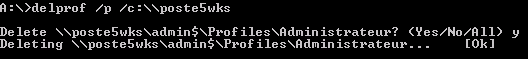 A:\>delprof /p /c:\\poste5wks
Delete \\poste5wks\admin$\Profiles\Administrateur? (Yes/No/All) y
Deleting \\poste5wks\admin$\Profiles\Administrateur... [Ok]